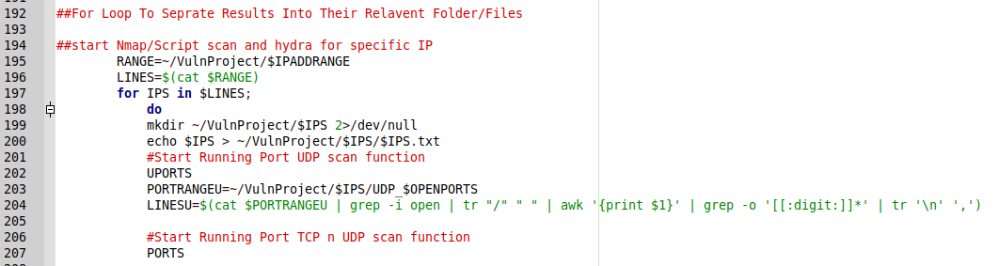 192 ##For Loop To Seprate Results Into Their Relavent Folder/Files
193
194 ##start Nmap/Script scan and hydra for specific IP
195 RANGE=~/VulnProject/$IPADDRANGE
196 LINES=$(cat $RANGE)
197 for IPS in $LINES;
198 do
199 mkdir ~/VulnProject/$IPS 2>/dev/null
200 echo $IPS > ~/VulnProject/$IPS/$IPS.txt
201 #Start Running Port UDP scan function
202 UPORTS
203 PORTRANGEU=~/VulnProject/$IPS/UDP_$OPENPORTS
204 LINESU=$(cat $PORTRANGEU | grep -i open | tr "/" " " | awk '{print $1}' | grep -o '[[:digit:]]*' | tr '\n' ',')
205
206 #Start Running Port TCP n UDP scan function
207 PORTS